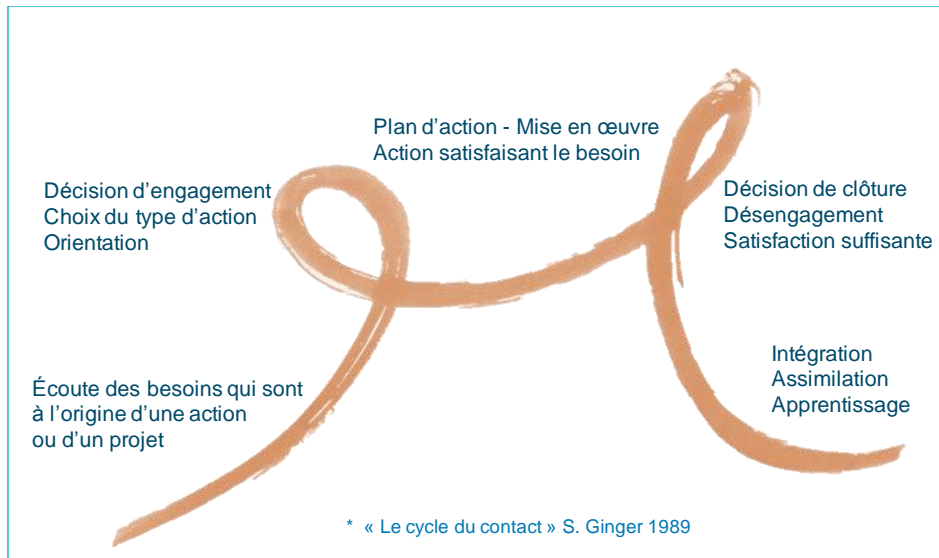 Écoute des besoins qui sont
à l’origine d’une action
ou d’un projet
Décision d’engagement
Choix du type d’action
Orientation
Plan d’action - Mise en œuvre
Action satisfaisant le besoin
Décision de clôture
Désengagement
Satisfaction suffisante
Intégration
Assimilation
Apprentissage
* « Le cycle du contact » S. Ginger 1989